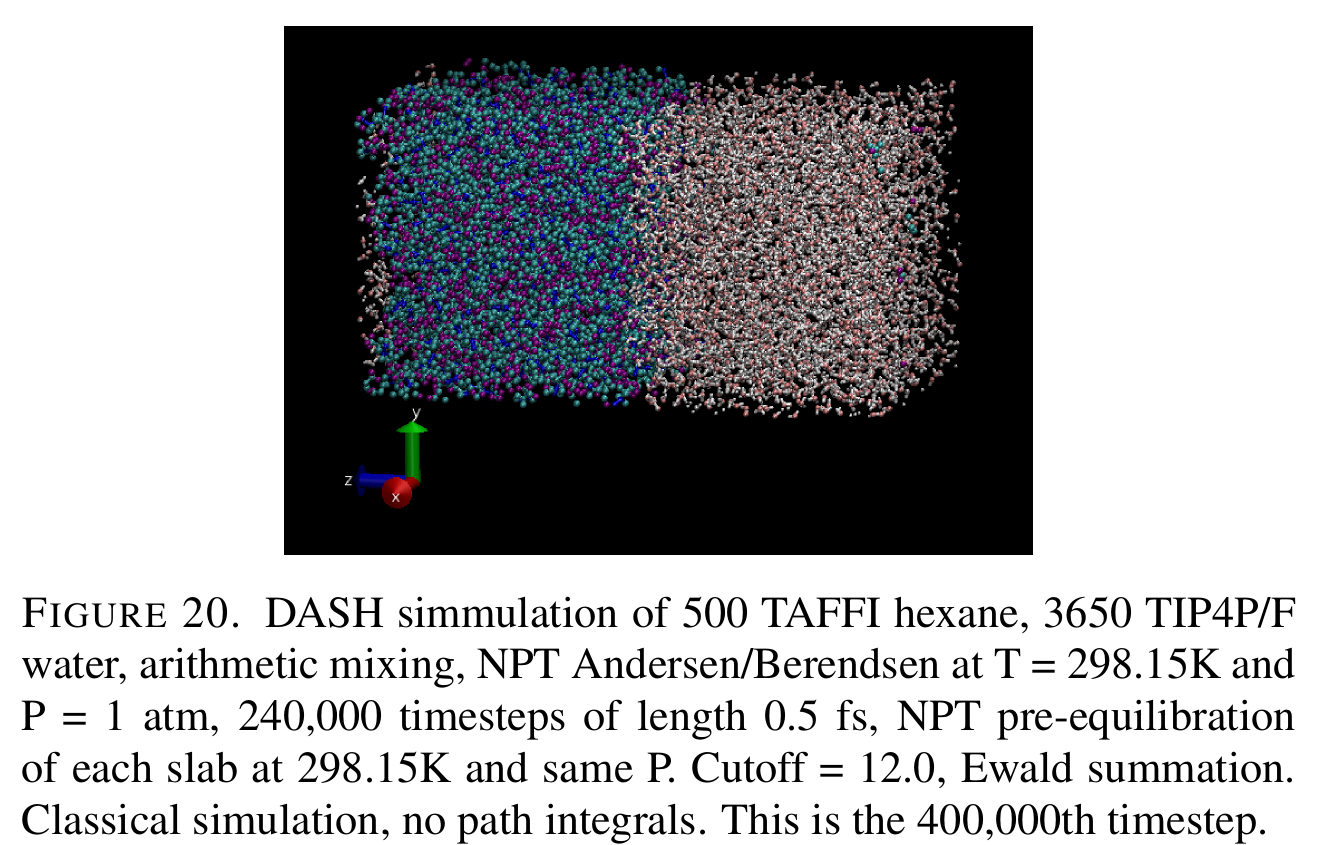 y
z
x
FIGURE 20. DASH simmulation of 500 TAFFI hexane, 3650 TIP4P/F
water, arithmetic mixing, NPT Andersen/Berendsen at T = 298.15K and
P = 1 atm, 240,000 timesteps of length 0.5 fs, NPT pre-equilibration
of each slab at 298.15K and same P. Cutoff = 12.0, Ewald summation.
Classical simulation, no path integrals. This is the 400,000th timestep.